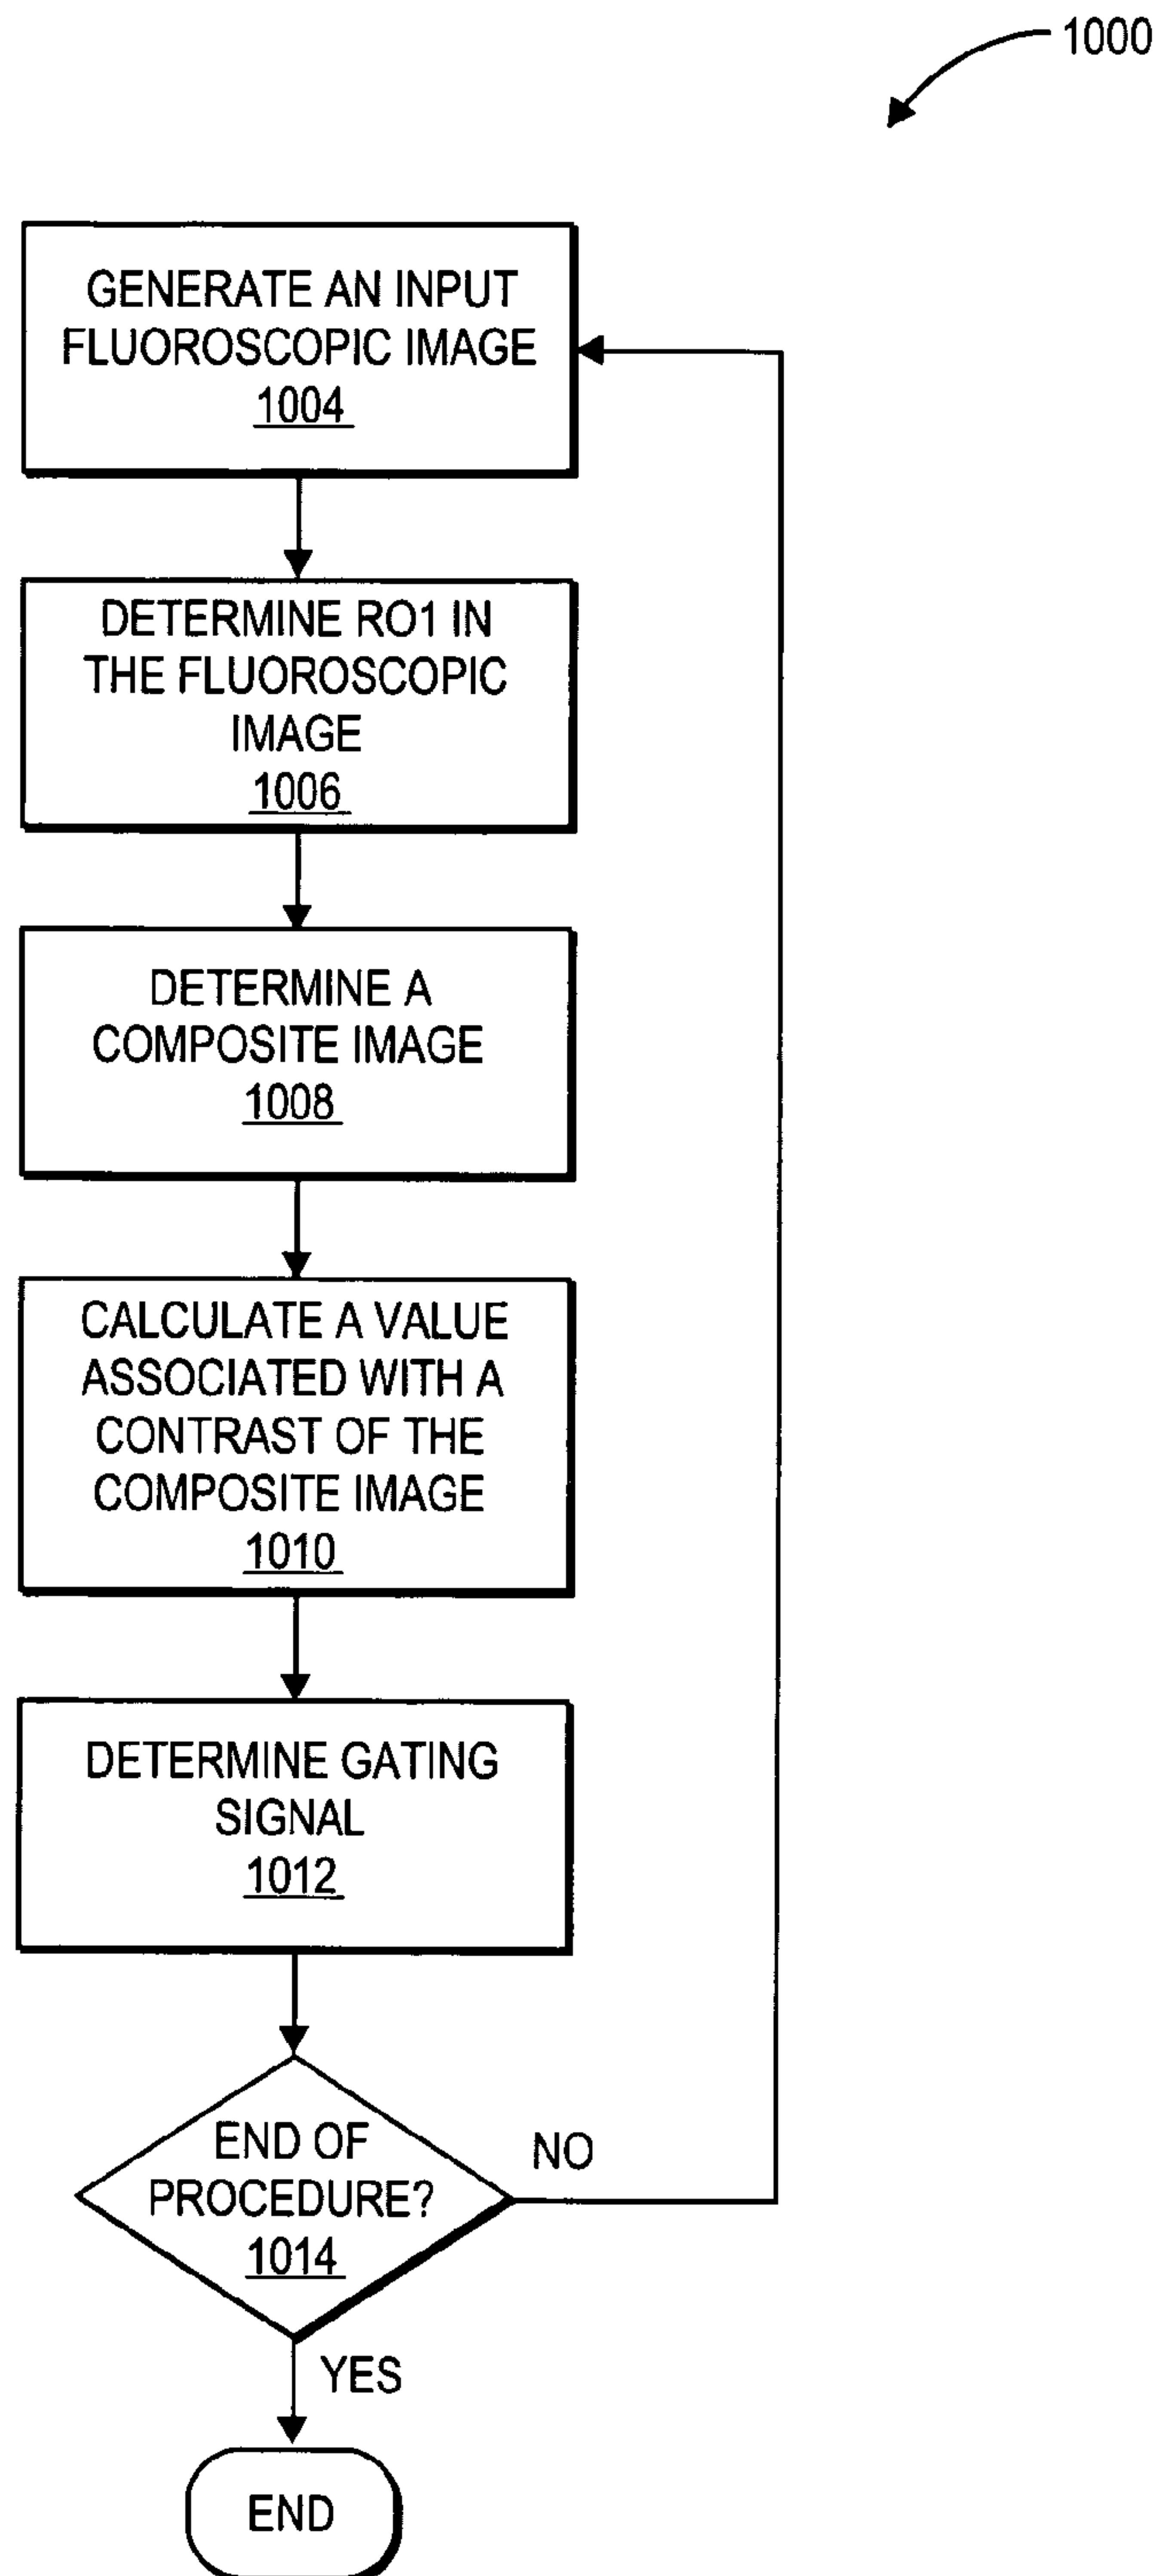 1000
GENERATE AN INPUT
FLUOROSCOPIC IMAGE
1004
DETERMINE RO1 IN
THE FLUOROSCOPIC
IMAGE
1006
DETERMINE A
COMPOSITE IMAGE
1008
CALCULATE A VALUE
ASSOCIATED WITH A
CONTRAST OF THE
COMPOSITE IMAGE
1010
DETERMINE GATING
SIGNAL
1012
END OF
PROCEDURE?
1014
NO
YES
END